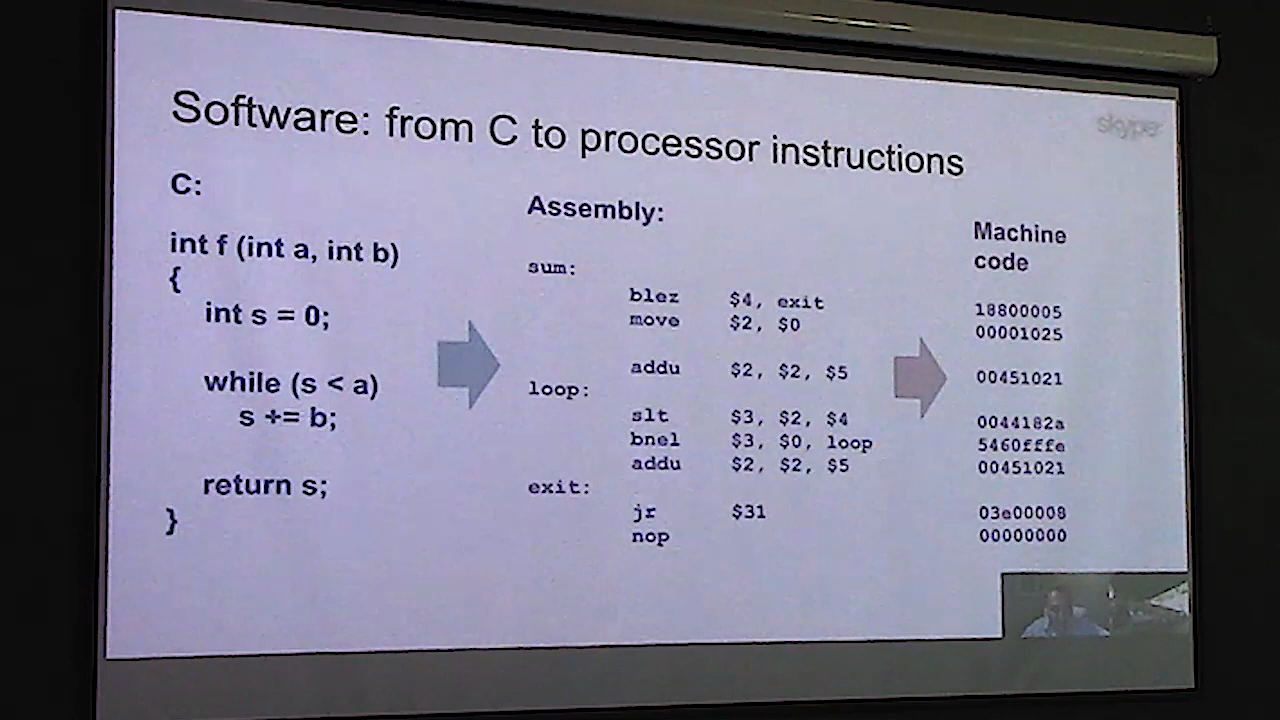 Software: from C to processor instructions
skype
C:
int f (int a, int b)
{
int s = 0;
while (s < a)
s += b;
return s;
}
Assembly:
sum:
blez $4, exit
move $2, $0
addu $2, $2, $5
loop:
slt $3, $2, $4
bnel $3, $0, loop
addu $2, $2, $5
exit:
jr $31
nop
Machine
code
18800005
00001025
00451021
0044182a
5460fffe
00451021
03e00008
00000000